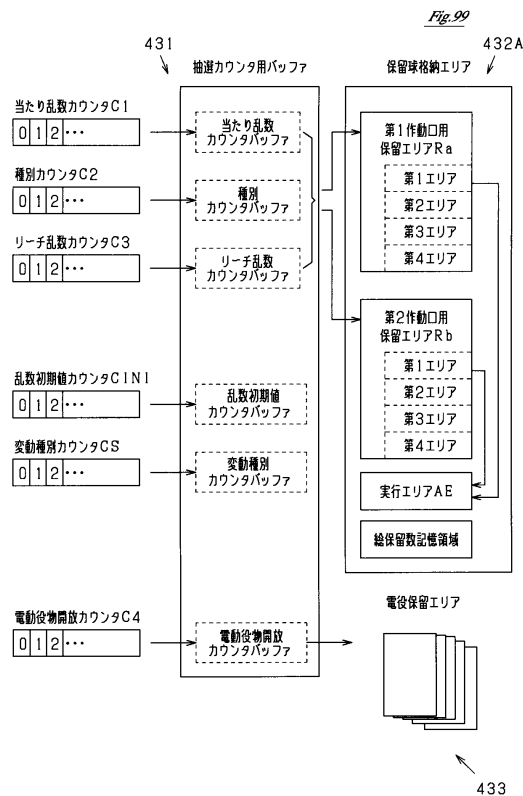 Fig.99
431
432A
抽選カウンタ用バッファ
保留球格納エリア
当たり乱数カウンタC1
0 1 2 ・・・
種別カウンタC2
0 1 2 ・・・
リーチ乱数カウンタC3
0 1 2 ・・・
乱数初期値カウンタCINI
0 1 2 ・・・
変動種別カウンタCS
0 1 2 ・・・
電動役物開放カウンタC4
0 1 2 ・・・
当たり乱数
カウンタバッファ
種別
カウンタバッファ
リーチ乱数
カウンタバッファ
乱数初期値
カウンタバッファ
変動種別
カウンタバッファ
電動役物開放
カウンタバッファ
第1作動口用
保留エリアRa
第1エリア
第2エリア
第3エリア
第4エリア
第2作動口用
保留エリアRb
第1エリア
第2エリア
第3エリア
第4エリア
実行エリアAE
総保留数記憶領域
電役保留エリア
433